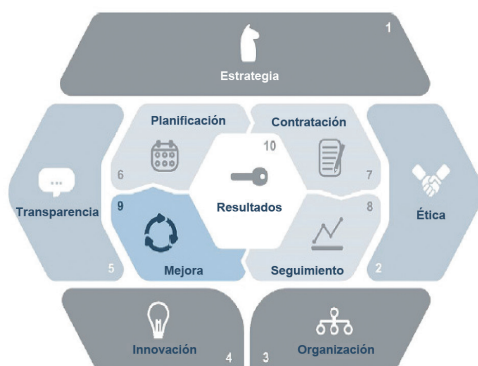 1
Estrategia
Planificación
10
Contratación
6
7
Resultados
Transparencia
Ética
9
8
Mejora
Seguimiento
5
2
Innovación
4
3
Organización